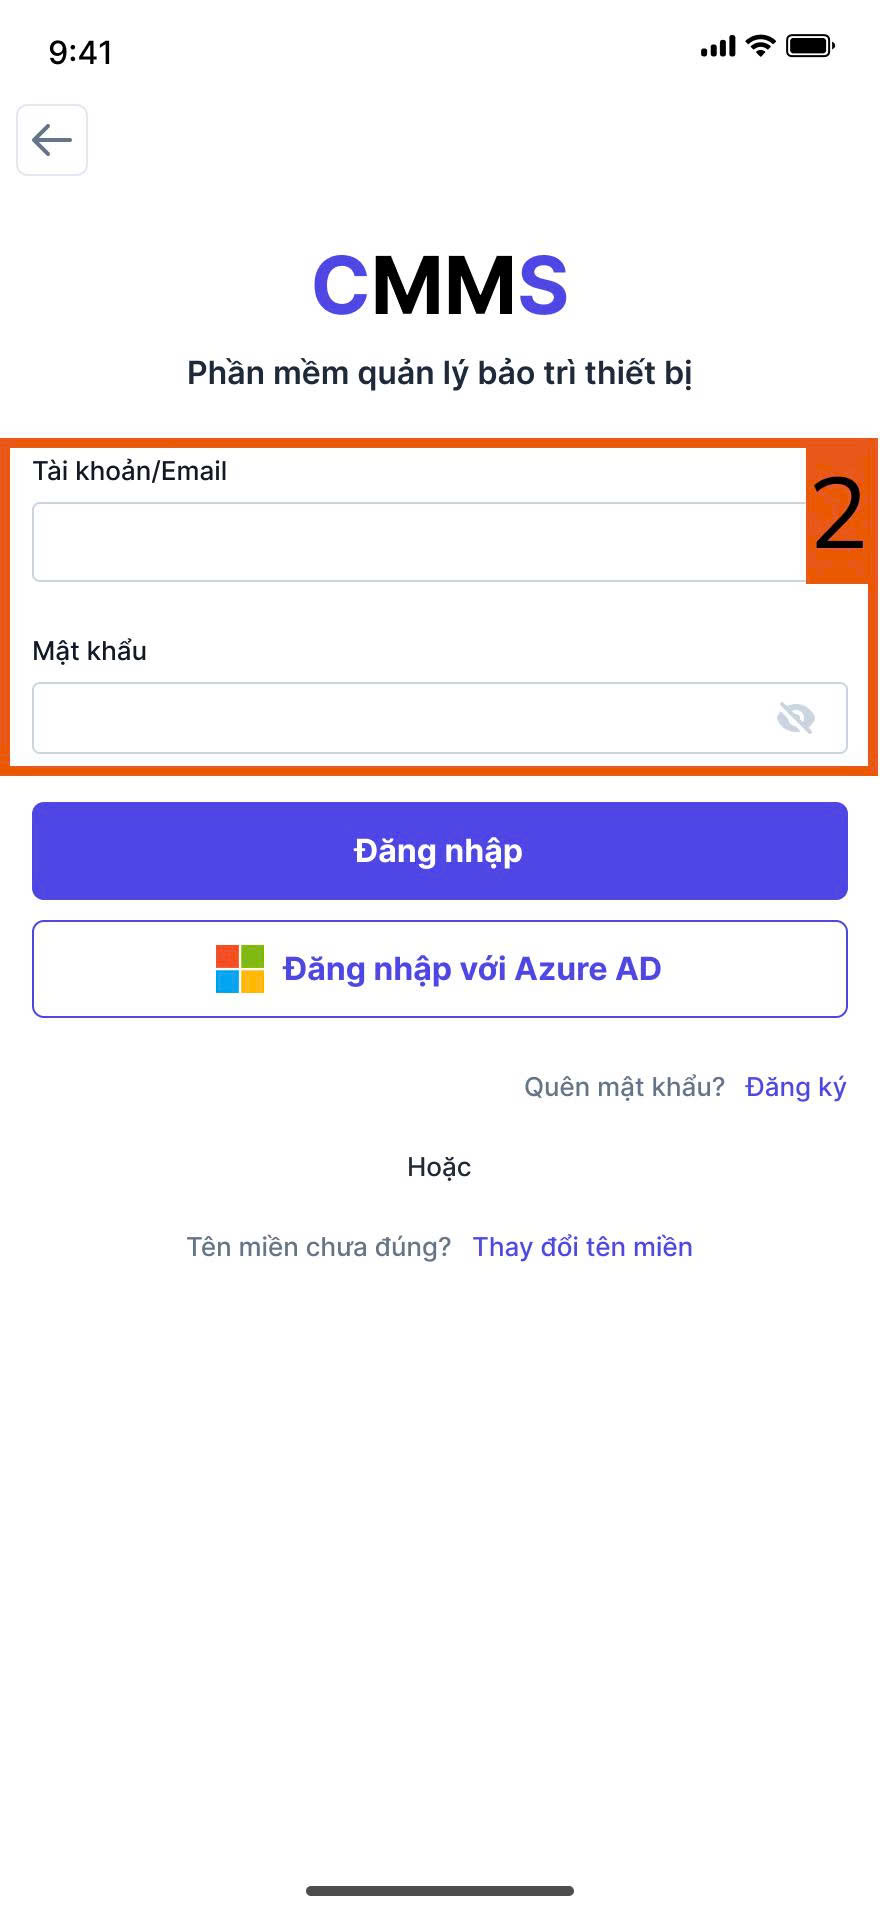 9:41
CMMS
Phần mềm quản lý bảo trì thiết bị
Tài khoản/Email
2
Mật khẩu
Đăng nhập
Đăng nhập với Azure AD
Quên mật khẩu? Đăng ký
Hoặc
Tên miền chưa đúng? Thay đổi tên miền